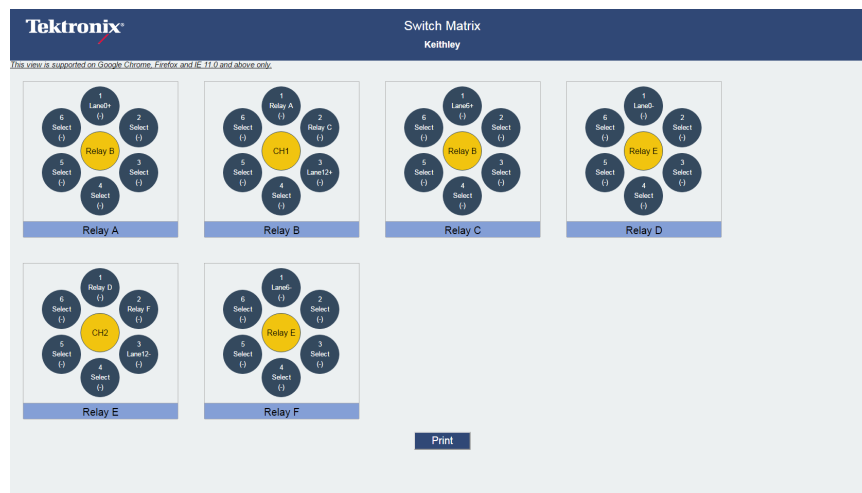 Tektronix®
Switch Matrix
Keithley
This view is supported on Google Chrome, Firefox and IE 11.0 and above only.
1
Lane0+
(-)
2
Select
(-)
3
Select
(-)
4
Select
(-)
5
Select
(-)
6
Select
(-)
Relay B
Relay A
1
Relay A
(-)
2
Relay C
(-)
3
Lane12+
(-)
4
Select
(-)
5
Select
(-)
6
Select
(-)
CH1
Relay B
1
Lane6+
(-)
2
Select
(-)
3
Select
(-)
4
Select
(-)
5
Select
(-)
6
Select
(-)
Relay B
Relay C
1
Lane0-
(-)
2
Select
(-)
3
Select
(-)
4
Select
(-)
5
Select
(-)
6
Select
(-)
Relay E
Relay D
1
Relay D
(-)
2
Relay F
(-)
3
Lane12-
(-)
4
Select
(-)
5
Select
(-)
6
Select
(-)
CH2
Relay E
1
Lane6-
(-)
2
Select
(-)
3
Select
(-)
4
Select
(-)
5
Select
(-)
6
Select
(-)
Relay E
Relay F
Print